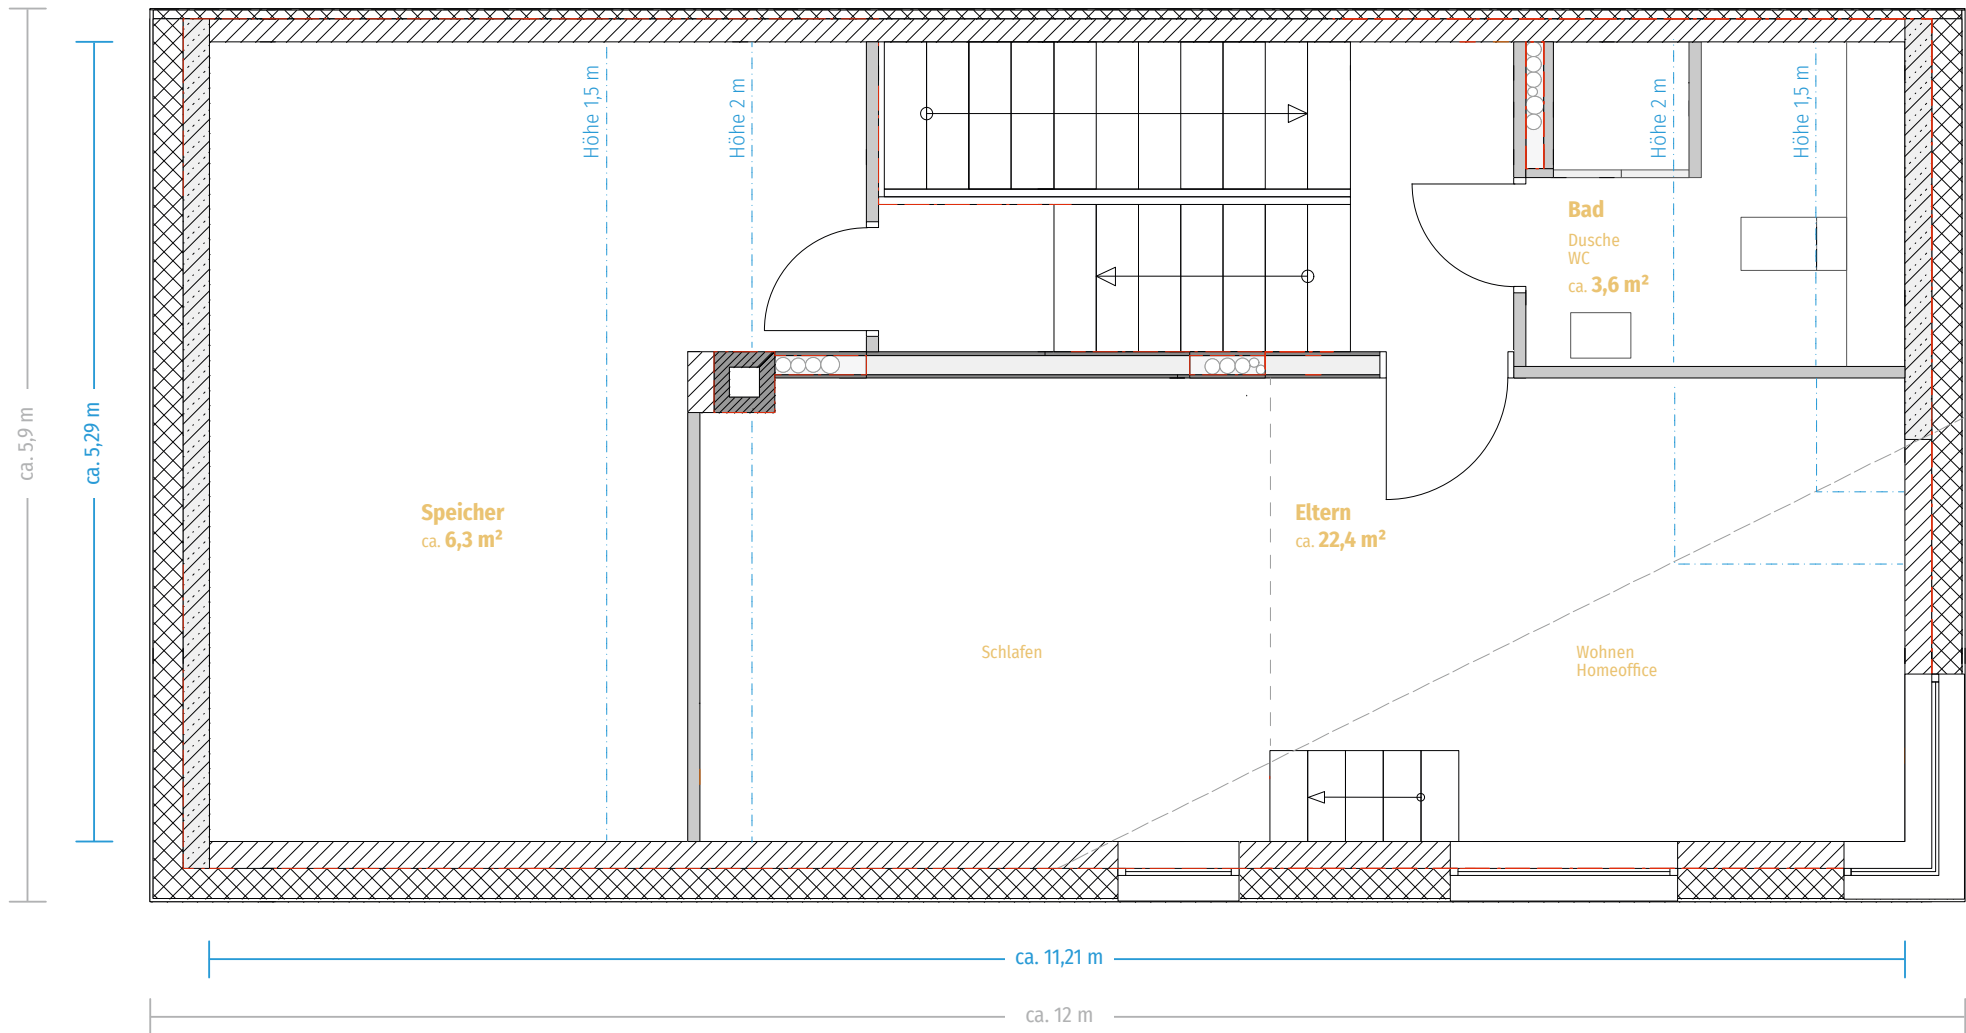 Höhe 1,5 m
Höhe 2 m
Höhe 2 m
Höhe 1,5 m
Bad
Dusche
WC
ca. 3,6 m²
ca. 5,9 m
ca. 5,29 m
Speicher
ca. 6,3 m²
Eltern
ca. 22,4 m²
Schlafen
Wohnen
Homeoffice
ca. 11,21 m
ca. 12 m